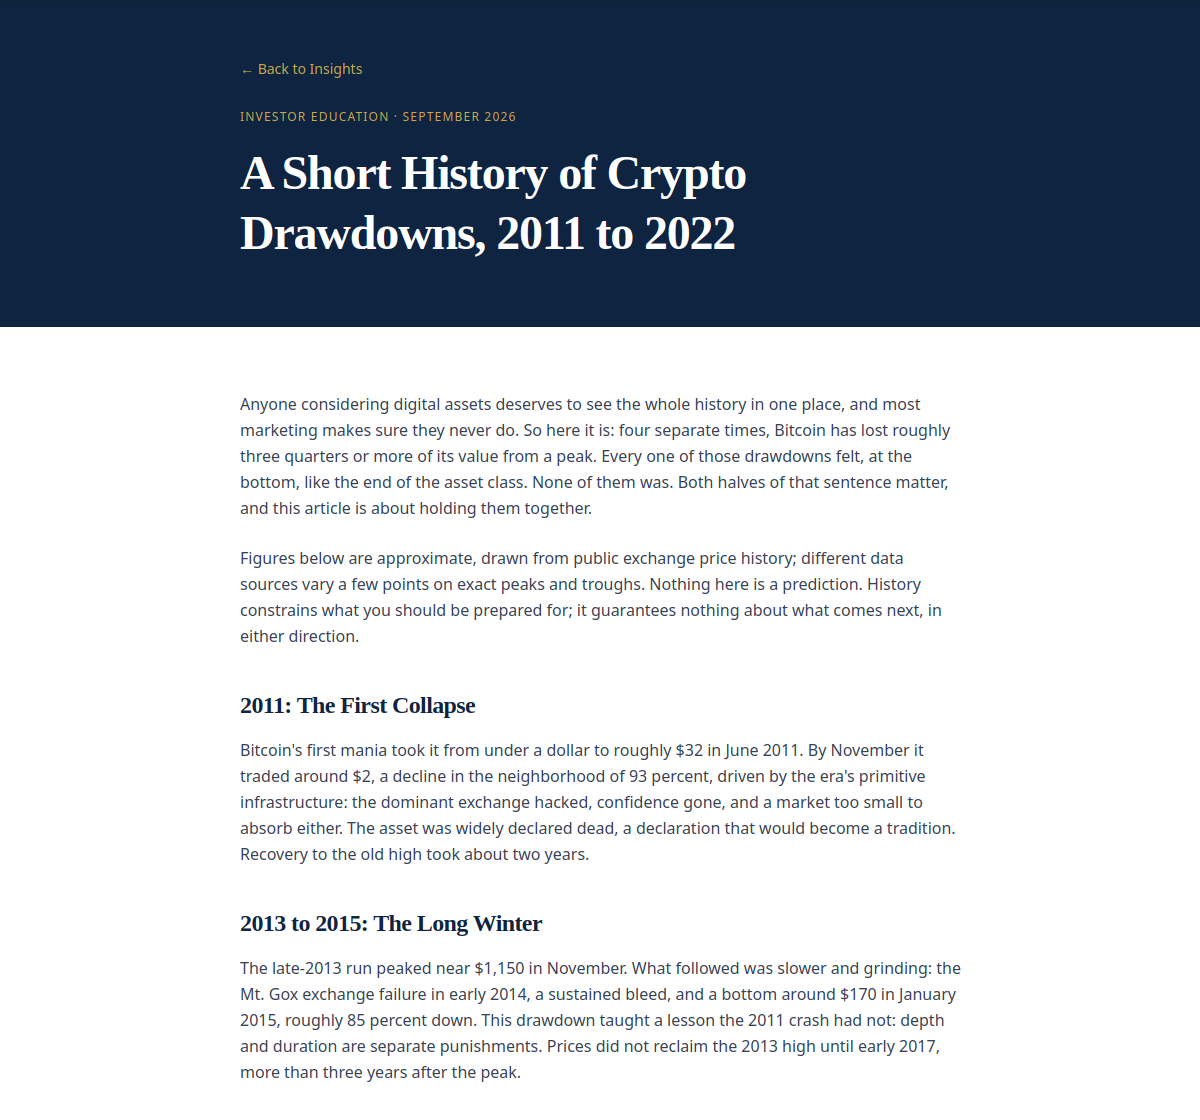 ← Back to Insights
INVESTOR EDUCATION · SEPTEMBER 2026
A Short History of Crypto
Drawdowns, 2011 to 2022
Anyone considering digital assets deserves to see the whole history in one place, and most
marketing makes sure they never do. So here it is: four separate times, Bitcoin has lost roughly
three quarters or more of its value from a peak. Every one of those drawdowns felt, at the
bottom, like the end of the asset class. None of them was. Both halves of that sentence matter,
and this article is about holding them together.
Figures below are approximate, drawn from public exchange price history; different data
sources vary a few points on exact peaks and troughs. Nothing here is a prediction. History
constrains what you should be prepared for; it guarantees nothing about what comes next, in
either direction.
2011: The First Collapse
Bitcoin's first mania took it from under a dollar to roughly $32 in June 2011. By November it
traded around $2, a decline in the neighborhood of 93 percent, driven by the era's primitive
infrastructure: the dominant exchange hacked, confidence gone, and a market too small to
absorb either. The asset was widely declared dead, a declaration that would become a tradition.
Recovery to the old high took about two years.
2013 to 2015: The Long Winter
The late-2013 run peaked near $1,150 in November. What followed was slower and grinding: the
Mt. Gox exchange failure in early 2014, a sustained bleed, and a bottom around $170 in January
2015, roughly 85 percent down. This drawdown taught a lesson the 2011 crash had not: depth
and duration are separate punishments. Prices did not reclaim the 2013 high until early 2017,
more than three years after the peak.